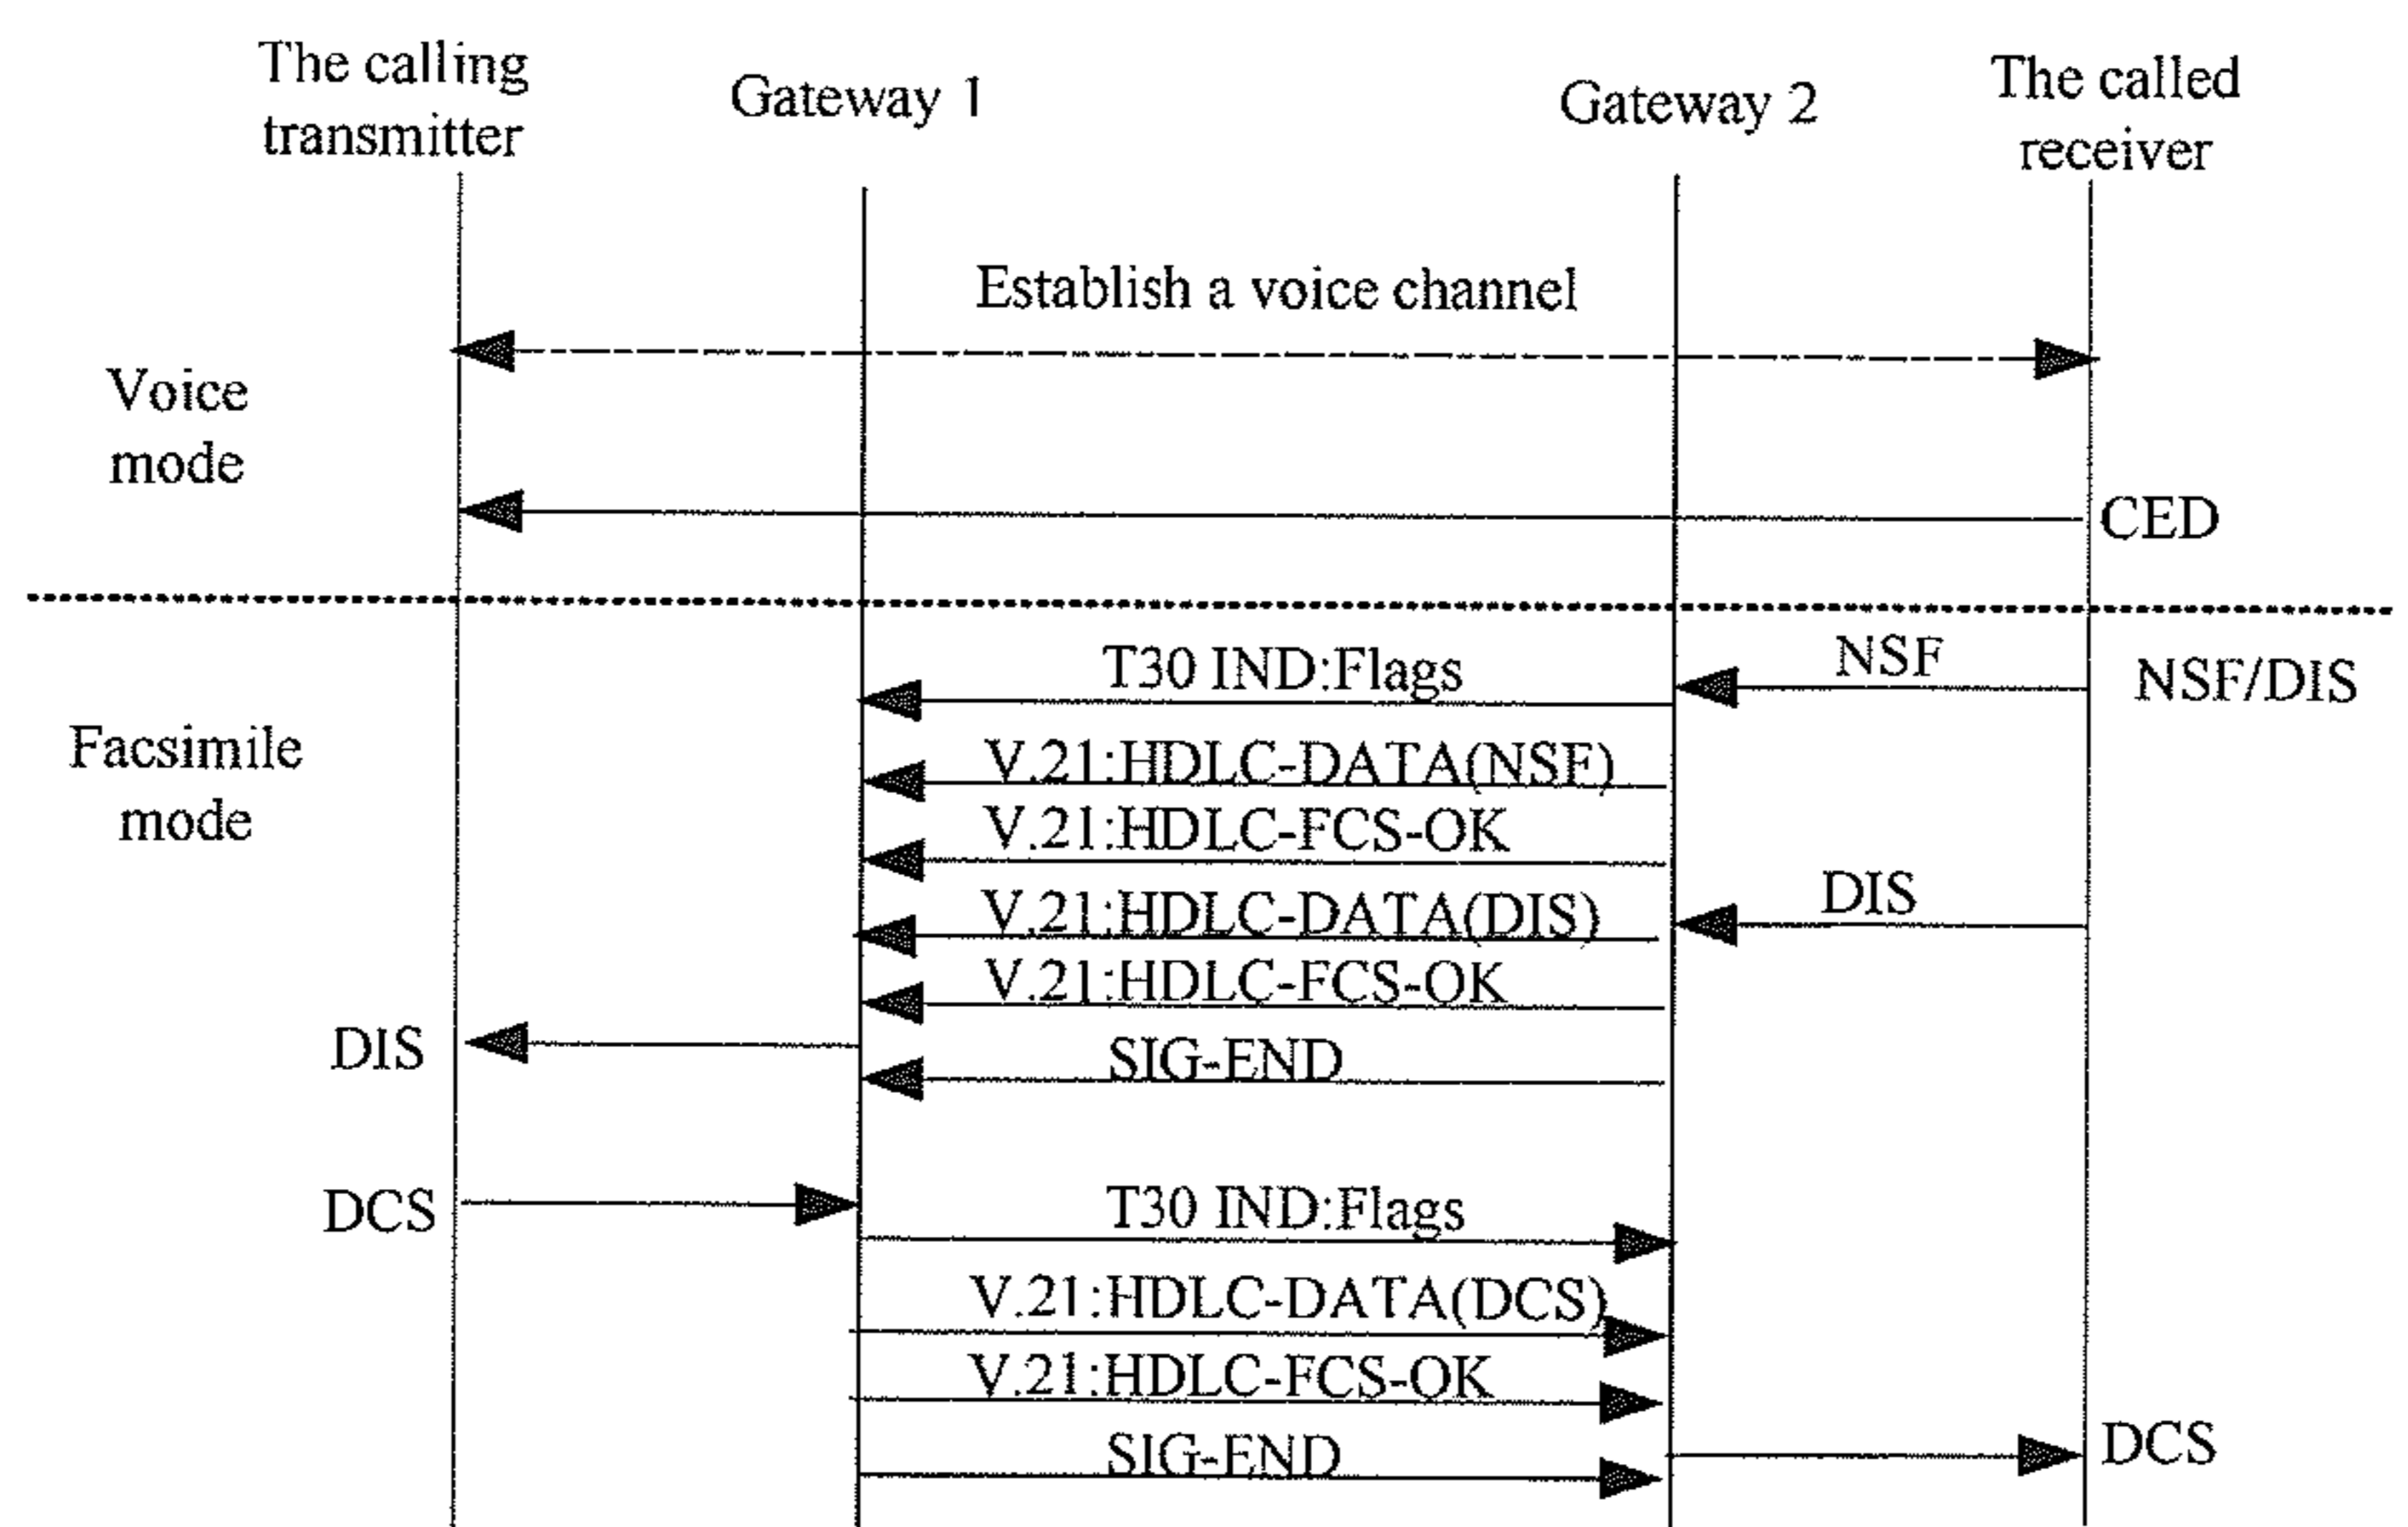 The calling
transmitter
Gateway 1
Gateway 2
The called
receiver
Establish a voice channel
Voice
mode
CED
T30 IND:Flags
NSF
NSF/DIS
Facsimile
mode
V.21:HDLC-DATA(NSF)
V.21:HDLC-FCS-OK
V.21:HDLC-DATA(DIS)
DIS
V.21:HDLC-FCS-OK
DIS
SIG-END
DCS
T30 IND:Flags
V.21:HDLC-DATA(DCS)
V.21:HDLC-FCS-OK
SIG-END
DCS